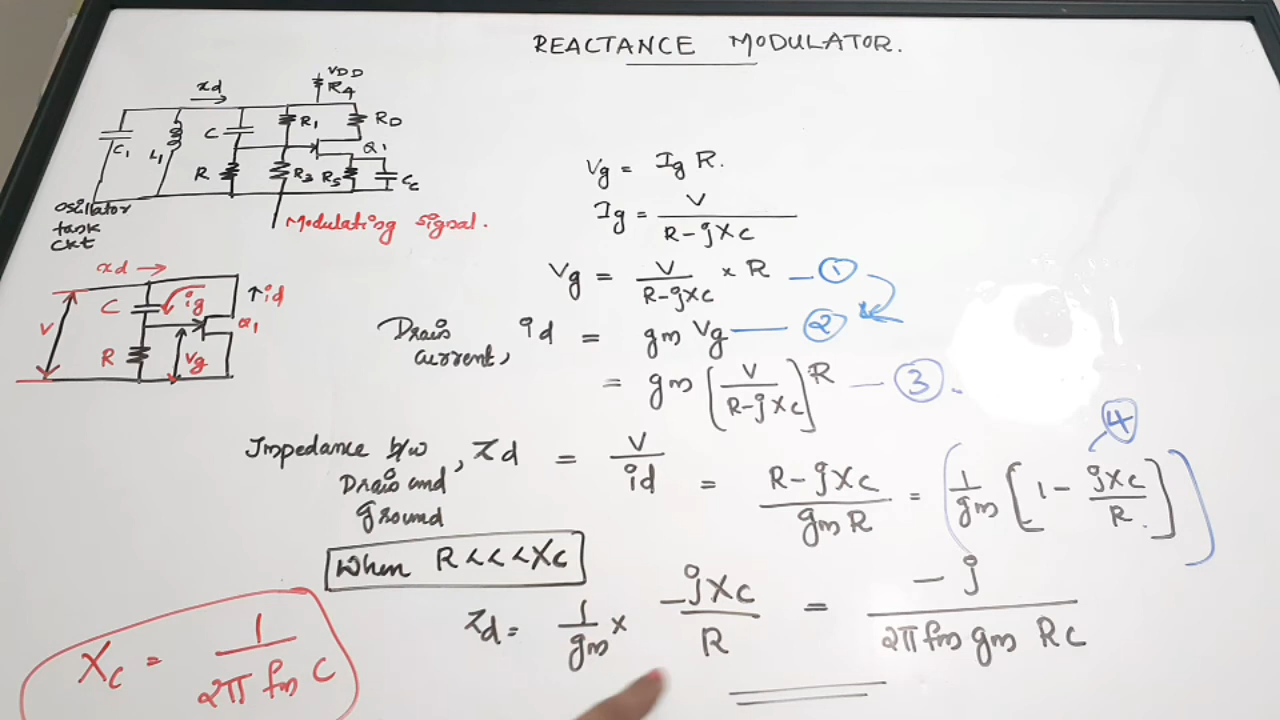 REACTANCE MODULATOR.
xd →
VDD
R4
C1
L1
C
R1
RD
Q1
R
R3
RS
Cc
Oscillator
tank
ckt
Modulating signal.
xd →
V
C
ig
↑id
Q1
R
Vg
Vg = Ig R.
Ig = V / R-jXc
Vg = V / R-jXc × R — ①
Drain current, id = gm Vg — ②
= gm [V / R-jXc] R — ③
Impedance b/w Drain and ground, Zd = V / id = R-jXc / gm R = (1/gm [1 - jXc / R]) ④
When R<<<Xc
Zd = 1/gm × -jXc / R = -j / 2π fm gm RC
Xc = 1 / 2π fm C